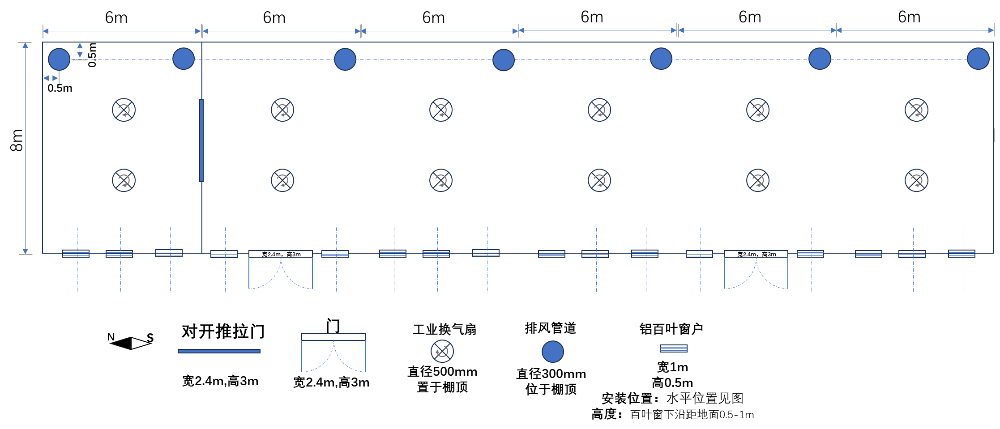 6m
6m
6m
6m
6m
6m
8m
0.5m
0.5m
宽2.4m，高3m
宽2.4m，高3m
N
S
对开推拉门
宽2.4m,高3m
门
宽2.4m,高3m
工业换气扇
直径500mm
置于棚顶
排风管道
直径300mm
位于棚顶
铝百叶窗户
宽1m
高0.5m
安装位置：水平位置见图
高度：百叶窗下沿距地面0.5-1m